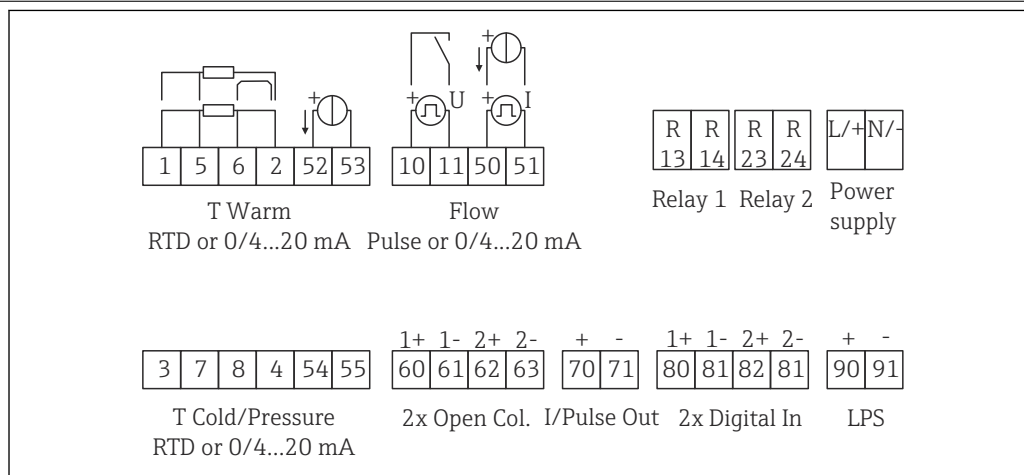 + U + I
+ + +
R R R R L/+ N/-
1 5 6 2 52 53 10 11 50 51 13 14 23 24
T Warm Flow Relay 1 Relay 2 Power
RTD or 0/4...20 mA Pulse or 0/4...20 mA supply
1+ 1- 2+ 2- + - 1+ 1- 2+ 2- + -
3 7 8 4 54 55 60 61 62 63 70 71 80 81 82 81 90 91
T Cold/Pressure 2x Open Col. I/Pulse Out 2x Digital In LPS
RTD or 0/4...20 mA